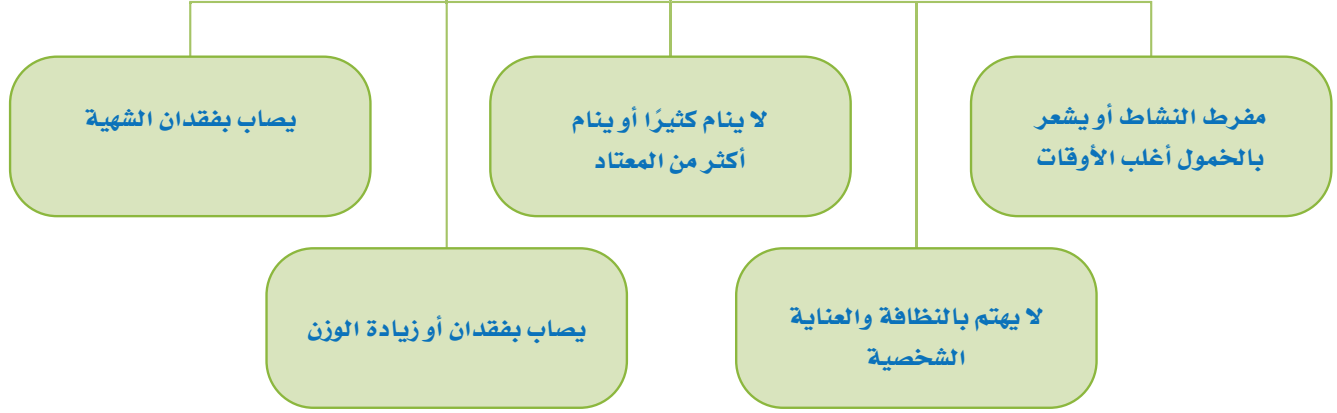 مفرط النشاط أو يشعر
بالخمول أغلب الأوقات
لا ينام كثيرًا أو ينام
أكثر من المعتاد
يصاب بفقدان الشهية
لا يهتم بالنظافة والعناية
الشخصية
يصاب بفقدان أو زيادة الوزن